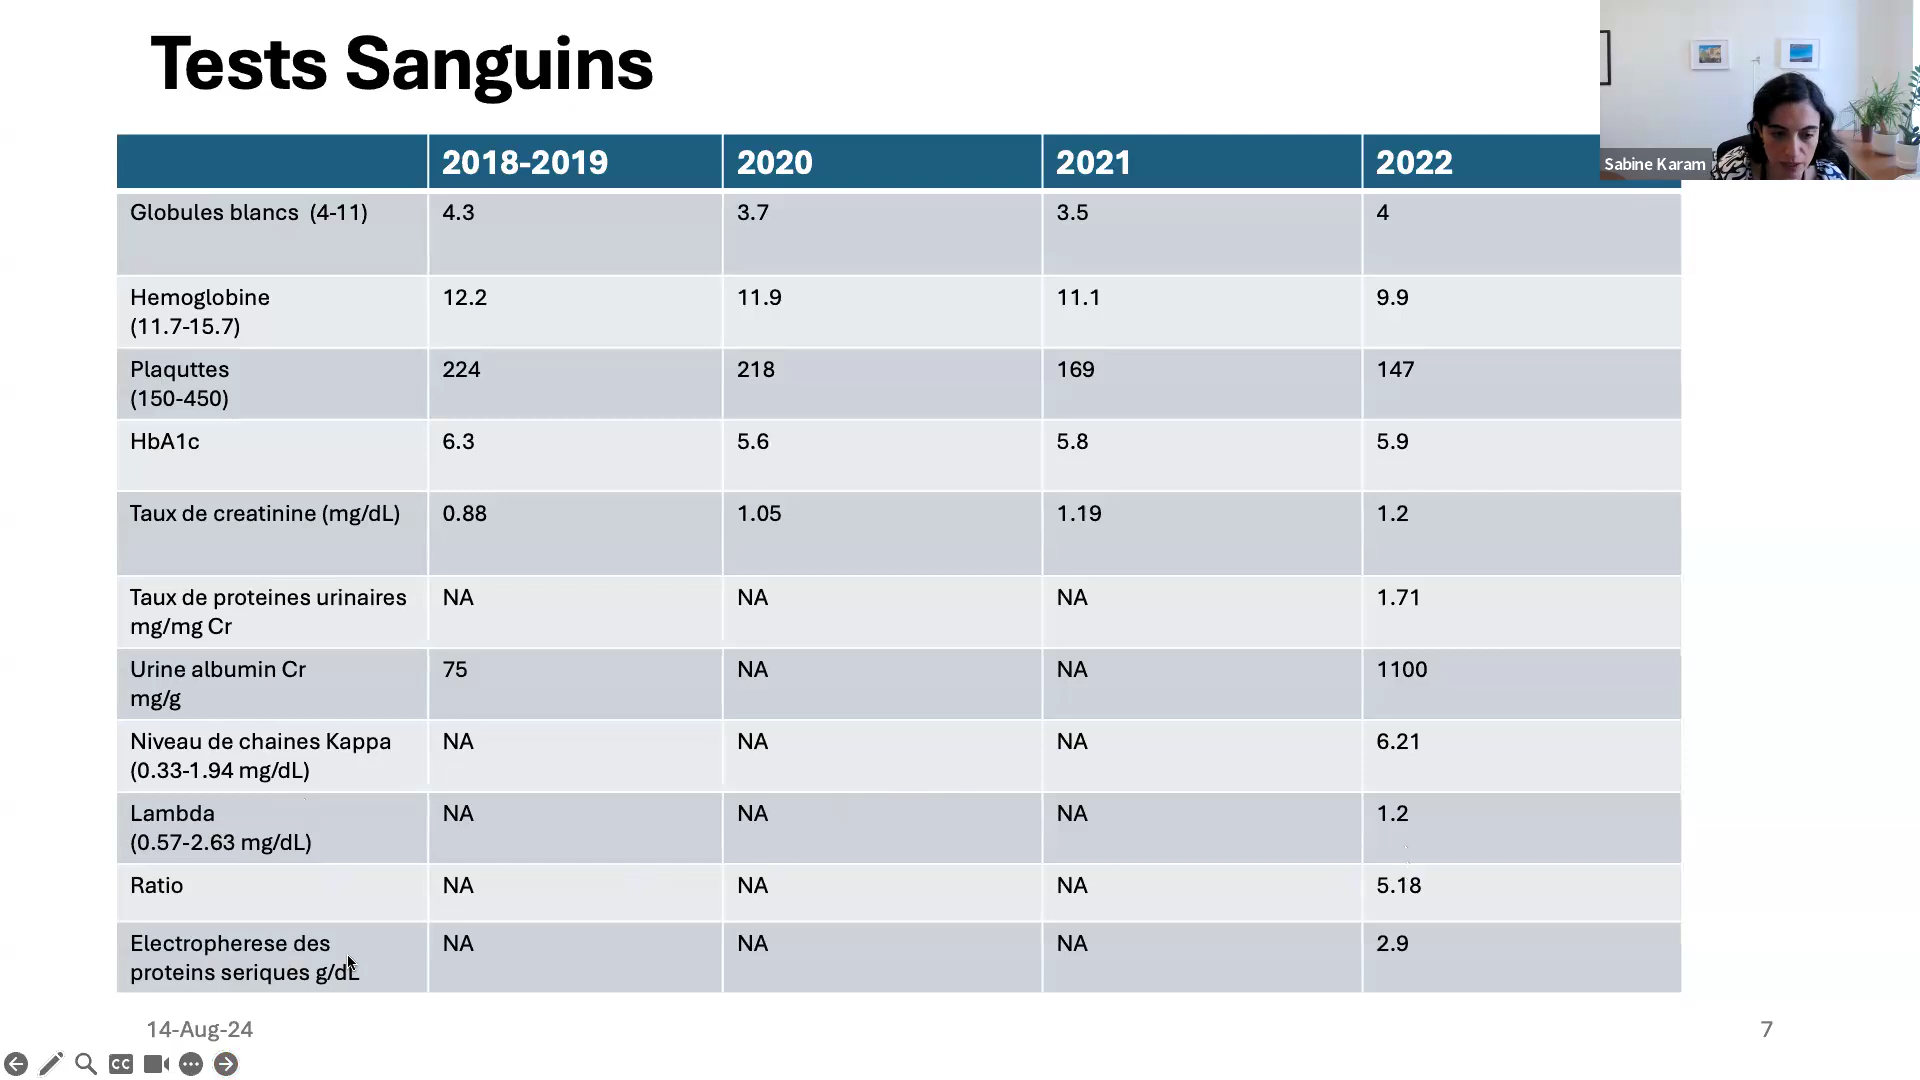 Tests Sanguins
Sabine Karam
2018-2019 2020 2021 2022
Globules blancs (4-11) 4.3 3.7 3.5 4
Hemoglobine 12.2 11.9 11.1 9.9
(11.7-15.7)
Plaquttes 224 218 169 147
(150-450)
HbA1c 6.3 5.6 5.8 5.9
Taux de creatinine (mg/dL) 0.88 1.05 1.19 1.2
Taux de proteines urinaires NA NA NA 1.71
mg/mg Cr
Urine albumin Cr 75 NA NA 1100
mg/g
Niveau de chaines Kappa NA NA NA 6.21
(0.33-1.94 mg/dL)
Lambda NA NA NA 1.2
(0.57-2.63 mg/dL)
Ratio NA NA NA 5.18
Electropherese des NA NA NA 2.9
proteins seriques g/dL
14-Aug-24 7
CC